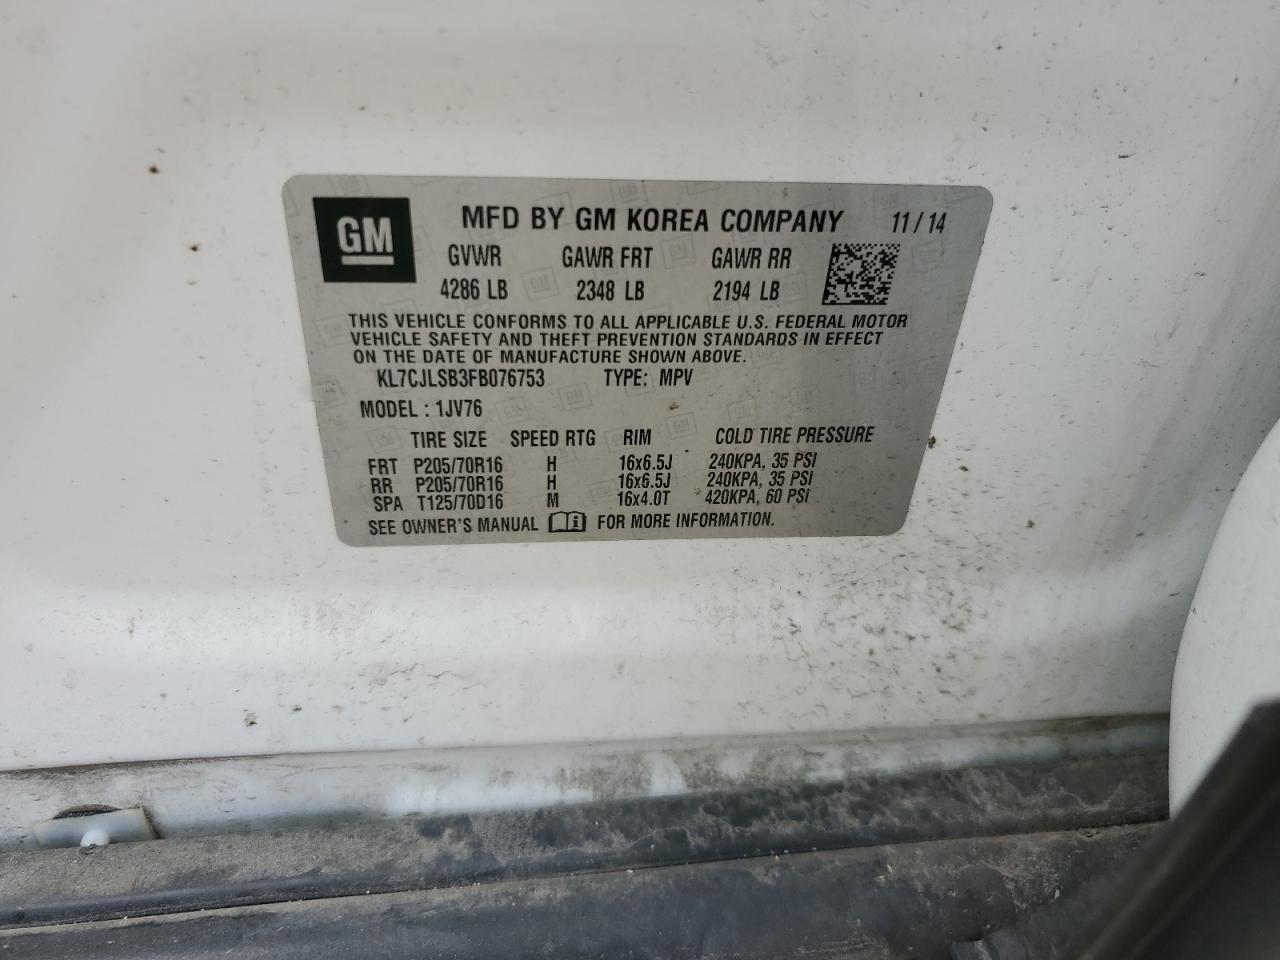 GM MFD BY GM KOREA COMPANY 11/14
GVWR GAWR FRT GAWR RR
4286 LB 2348 LB 2194 LB
THIS VEHICLE CONFORMS TO ALL APPLICABLE U.S. FEDERAL MOTOR
VEHICLE SAFETY AND THEFT PREVENTION STANDARDS IN EFFECT
ON THE DATE OF MANUFACTURE SHOWN ABOVE.
KL7CJLSB3FB076753 TYPE: MPV
MODEL : 1JV76
TIRE SIZE SPEED RTG RIM COLD TIRE PRESSURE
FRT P205/70R16 H 16x6.5J 240KPA, 35 PSI
RR P205/70R16 H 16x6.5J 240KPA, 35 PSI
SPA T125/70D16 M 16x4.0T 420KPA, 60 PSI
SEE OWNER'S MANUAL FOR MORE INFORMATION.